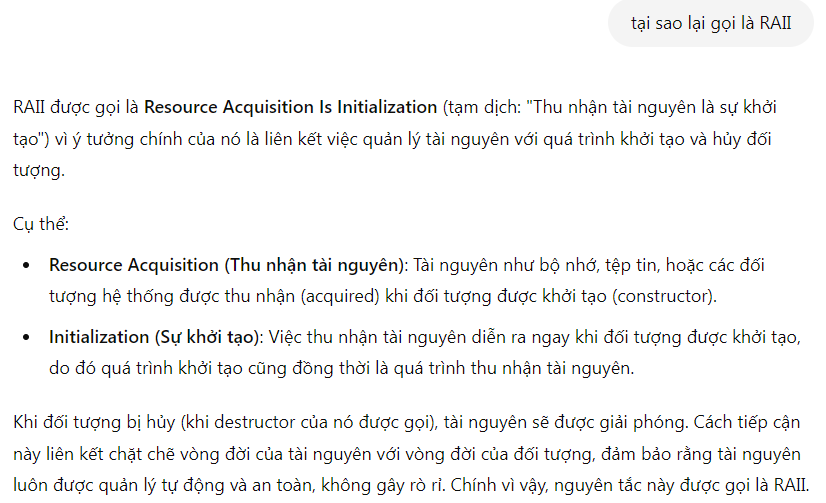 tại sao lại gọi là RAII
RAII được gọi là Resource Acquisition Is Initialization (tạm dịch: "Thu nhận tài nguyên là sự khởi
tạo") vì ý tưởng chính của nó là liên kết việc quản lý tài nguyên với quá trình khởi tạo và hủy đối
tượng.
Cụ thể:
• Resource Acquisition (Thu nhận tài nguyên): Tài nguyên như bộ nhớ, tệp tin, hoặc các đối
tượng hệ thống được thu nhận (acquired) khi đối tượng được khởi tạo (constructor).
• Initialization (Sự khởi tạo): Việc thu nhận tài nguyên diễn ra ngay khi đối tượng được khởi tạo,
do đó quá trình khởi tạo cũng đồng thời là quá trình thu nhận tài nguyên.
Khi đối tượng bị hủy (khi destructor của nó được gọi), tài nguyên sẽ được giải phóng. Cách tiếp cận
này liên kết chặt chẽ vòng đời của tài nguyên với vòng đời của đối tượng, đảm bảo rằng tài nguyên
luôn được quản lý tự động và an toàn, không gây rò rỉ. Chính vì vậy, nguyên tắc này được gọi là RAII.